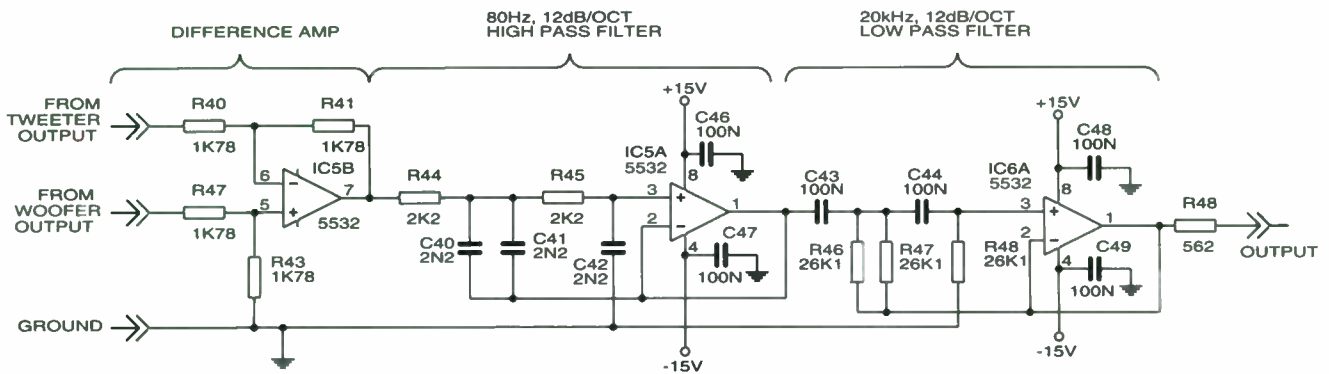 DIFFERENCE AMP
80Hz, 12dB/OCT
HIGH PASS FILTER
20kHz, 12dB/OCT
LOW PASS FILTER
FROM
TWEETER
OUTPUT
R40
1K78
R41
1K78
IC5B
6
5
7
5532
FROM
WOOFER
OUTPUT
R47
1K78
R43
1K78
GROUND
R44
2K2
C40
2N2
C41
2N2
R45
2K2
C42
2N2
+15V
C46
100N
IC5A
5532
8
3
2
1
4
C47
100N
-15V
C43
100N
C44
100N
R46
26K1
R47
26K1
R48
26K1
+15V
C48
100N
IC6A
5532
8
3
2
1
4
C49
100N
-15V
R48
562
OUTPUT